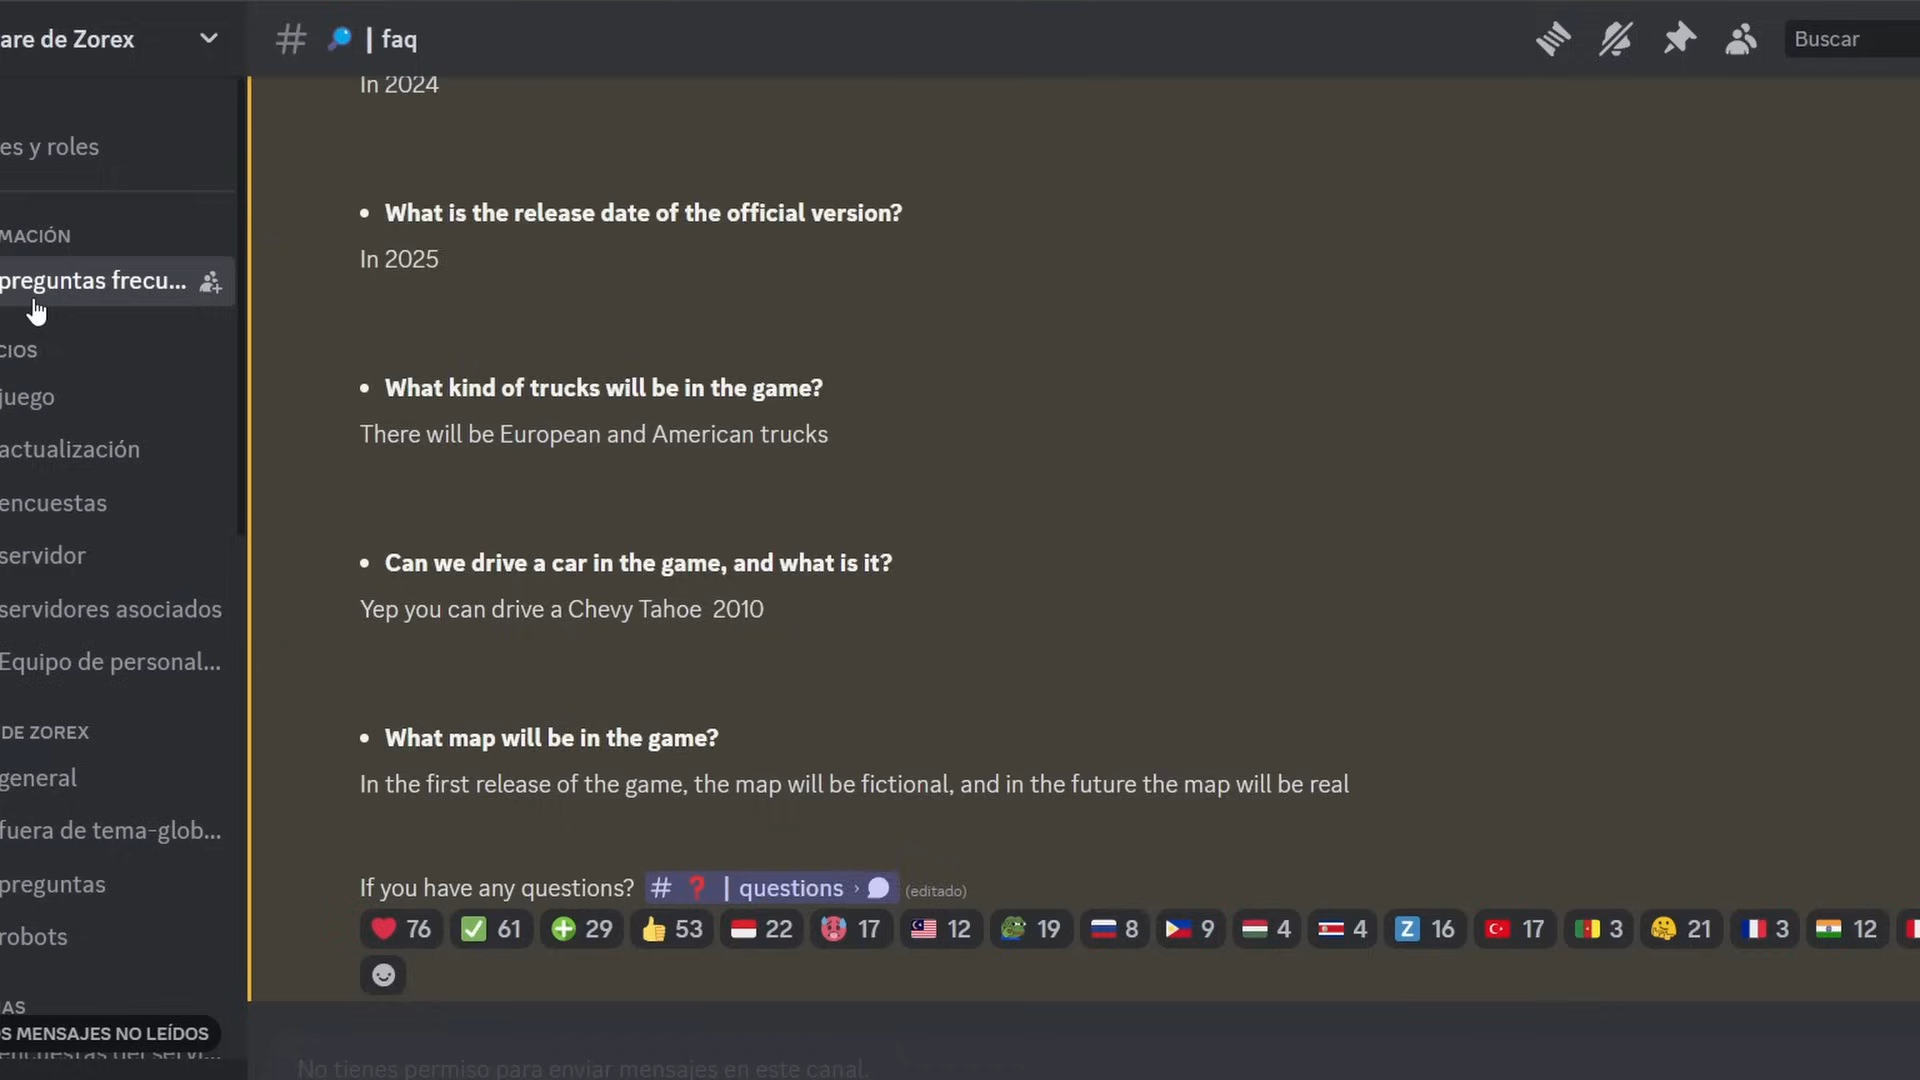 are de Zorex
es y roles
MACIÓN
preguntas frecu...
CIOS
juego
actualización
encuestas
servidor
servidores asociados
Equipo de personal...
DE ZOREX
general
fuera de tema-glob...
preguntas
robots
AS
S MENSAJES NO LEÍDOS
| faq
Buscar
In 2024
• What is the release date of the official version?
In 2025
• What kind of trucks will be in the game?
There will be European and American trucks
• Can we drive a car in the game, and what is it?
Yep you can drive a Chevy Tahoe 2010
• What map will be in the game?
In the first release of the game, the map will be fictional, and in the future the map will be real
If you have any questions? # ❓ | questions › (editado)
76 61 29 53 22 17 12 19 8 9 4 4 Z 16 17 3 21 3 12
No tienes permiso para enviar mensajes en este canal.